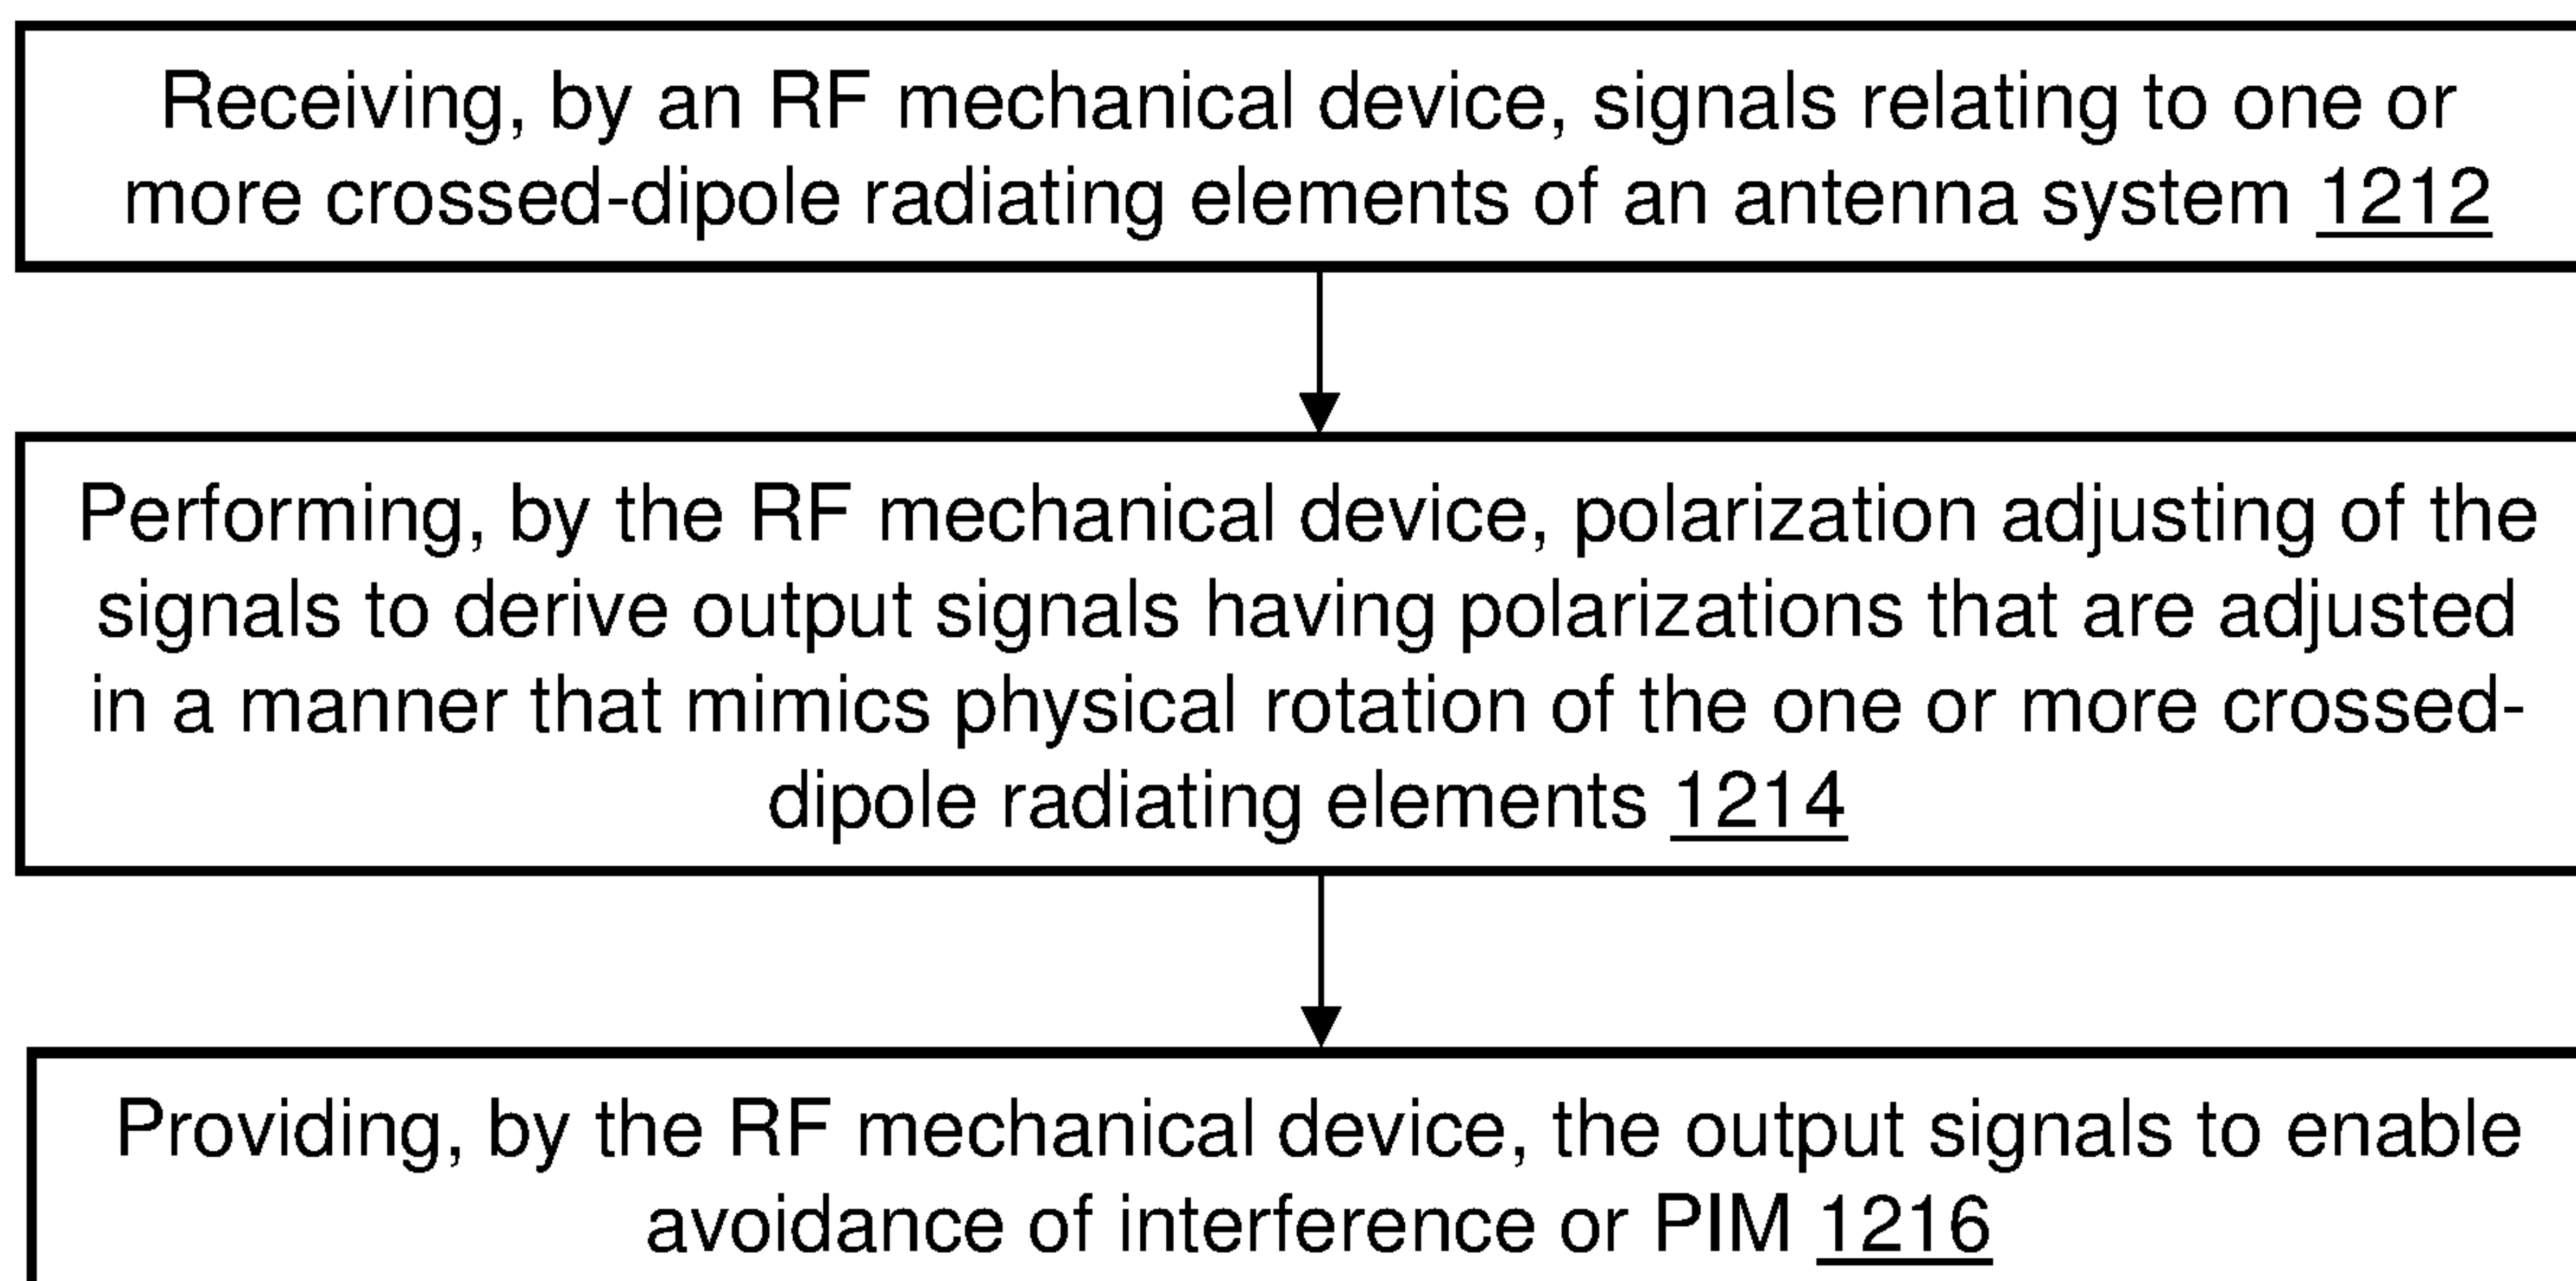 Receiving, by an RF mechanical device, signals relating to one or
more crossed-dipole radiating elements of an antenna system 1212
Performing, by the RF mechanical device, polarization adjusting of the
signals to derive output signals having polarizations that are adjusted
in a manner that mimics physical rotation of the one or more crossed-
dipole radiating elements 1214
Providing, by the RF mechanical device, the output signals to enable
avoidance of interference or PIM 1216